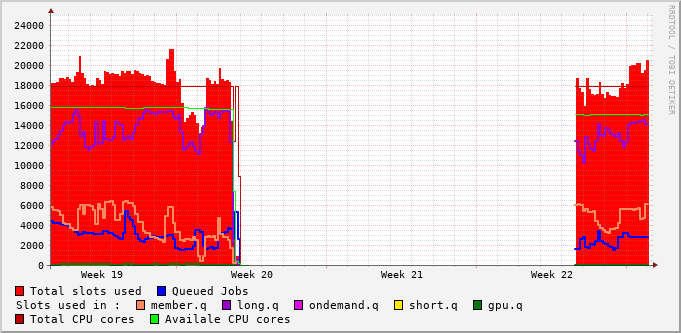 24000
22000
20000
18000
16000
14000
12000
10000
8000
6000
4000
2000
0
Week 19 Week 20 Week 21 Week 22
RRDTOOL / TOBI OETIKER
Total slots used Queued Jobs
Slots used in : member.q long.q ondemand.q short.q gpu.q
Total CPU cores Availale CPU cores